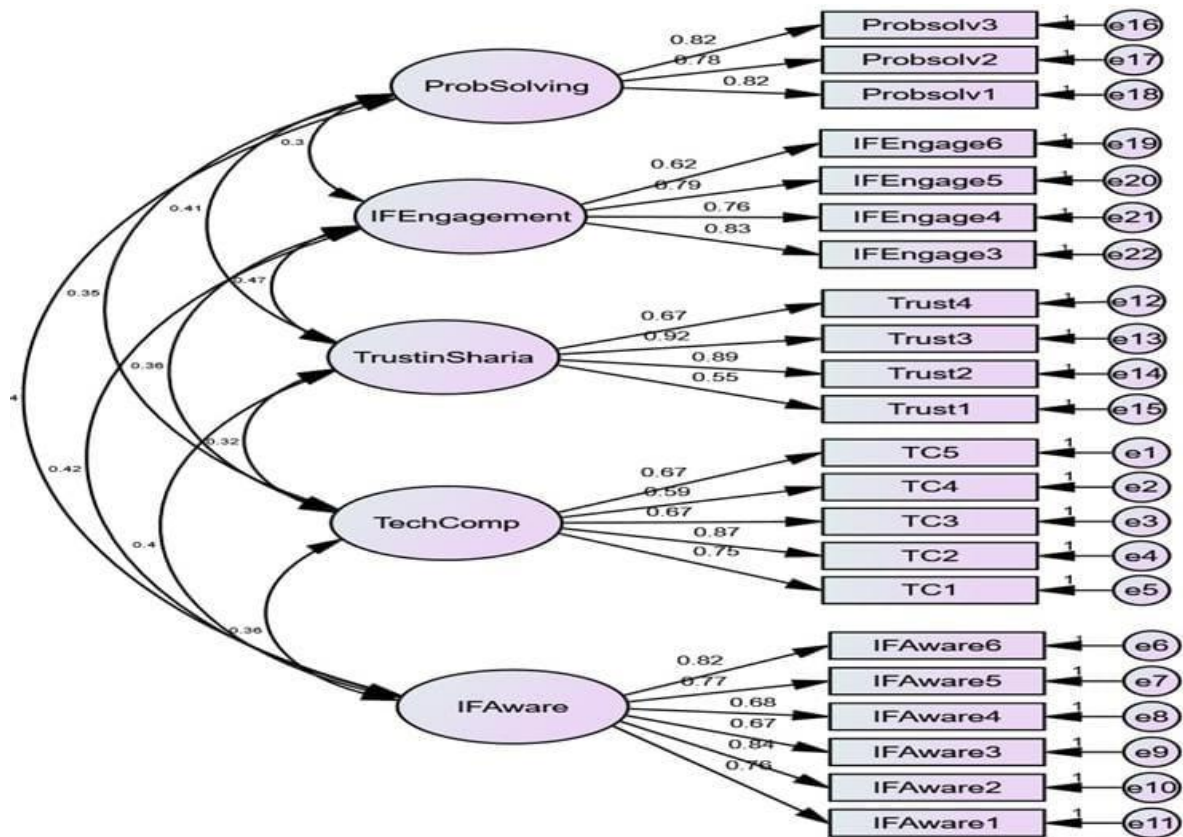 ProbSolving
0.82
Probsolv3
1
e16
0.78
Probsolv2
1
e17
0.82
Probsolv1
1
e18
0.3
IFEngagement
0.62
IFEngage6
1
e19
0.79
IFEngage5
1
e20
0.76
IFEngage4
1
e21
0.83
IFEngage3
1
e22
0.41
0.47
0.35
TrustinSharia
0.67
Trust4
1
e12
0.92
Trust3
1
e13
0.89
Trust2
1
e14
0.55
Trust1
1
e15
0.36
4
0.32
0.42
TechComp
0.67
TC5
1
e1
0.59
TC4
1
e2
0.67
TC3
1
e3
0.87
TC2
1
e4
0.75
TC1
1
e5
0.4
0.36
IFAware
0.82
IFAware6
1
e6
0.77
IFAware5
1
e7
0.68
IFAware4
1
e8
0.67
IFAware3
1
e9
0.84
IFAware2
1
e10
0.76
IFAware1
1
e11